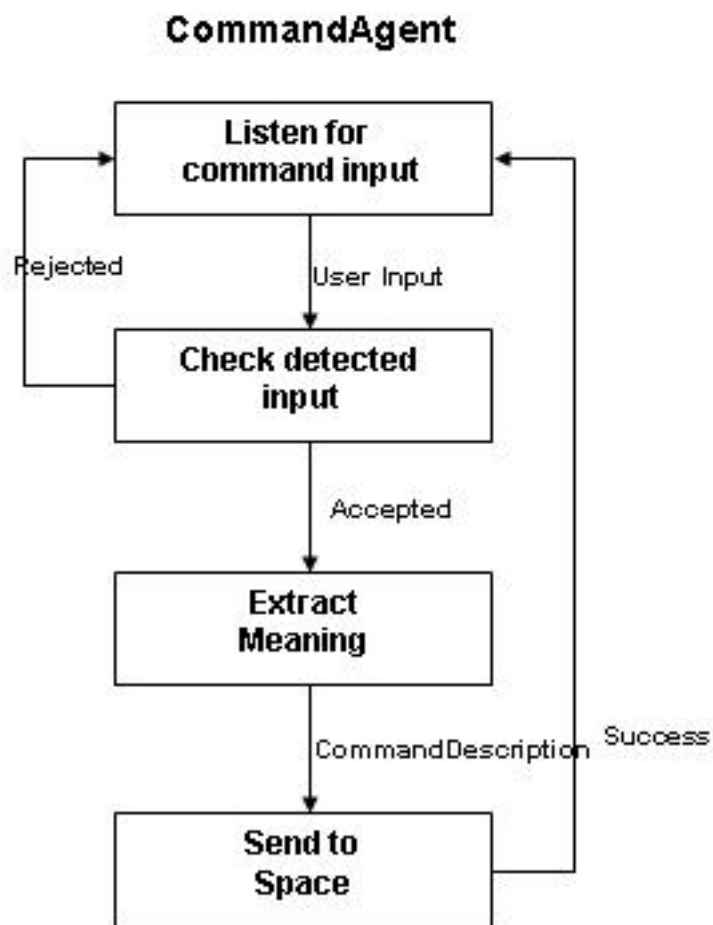 CommandAgent
Listen for
command input
Rejected
User Input
Check detected
input
Accepted
Extract
Meaning
CommandDescription
Success
Send to
Space